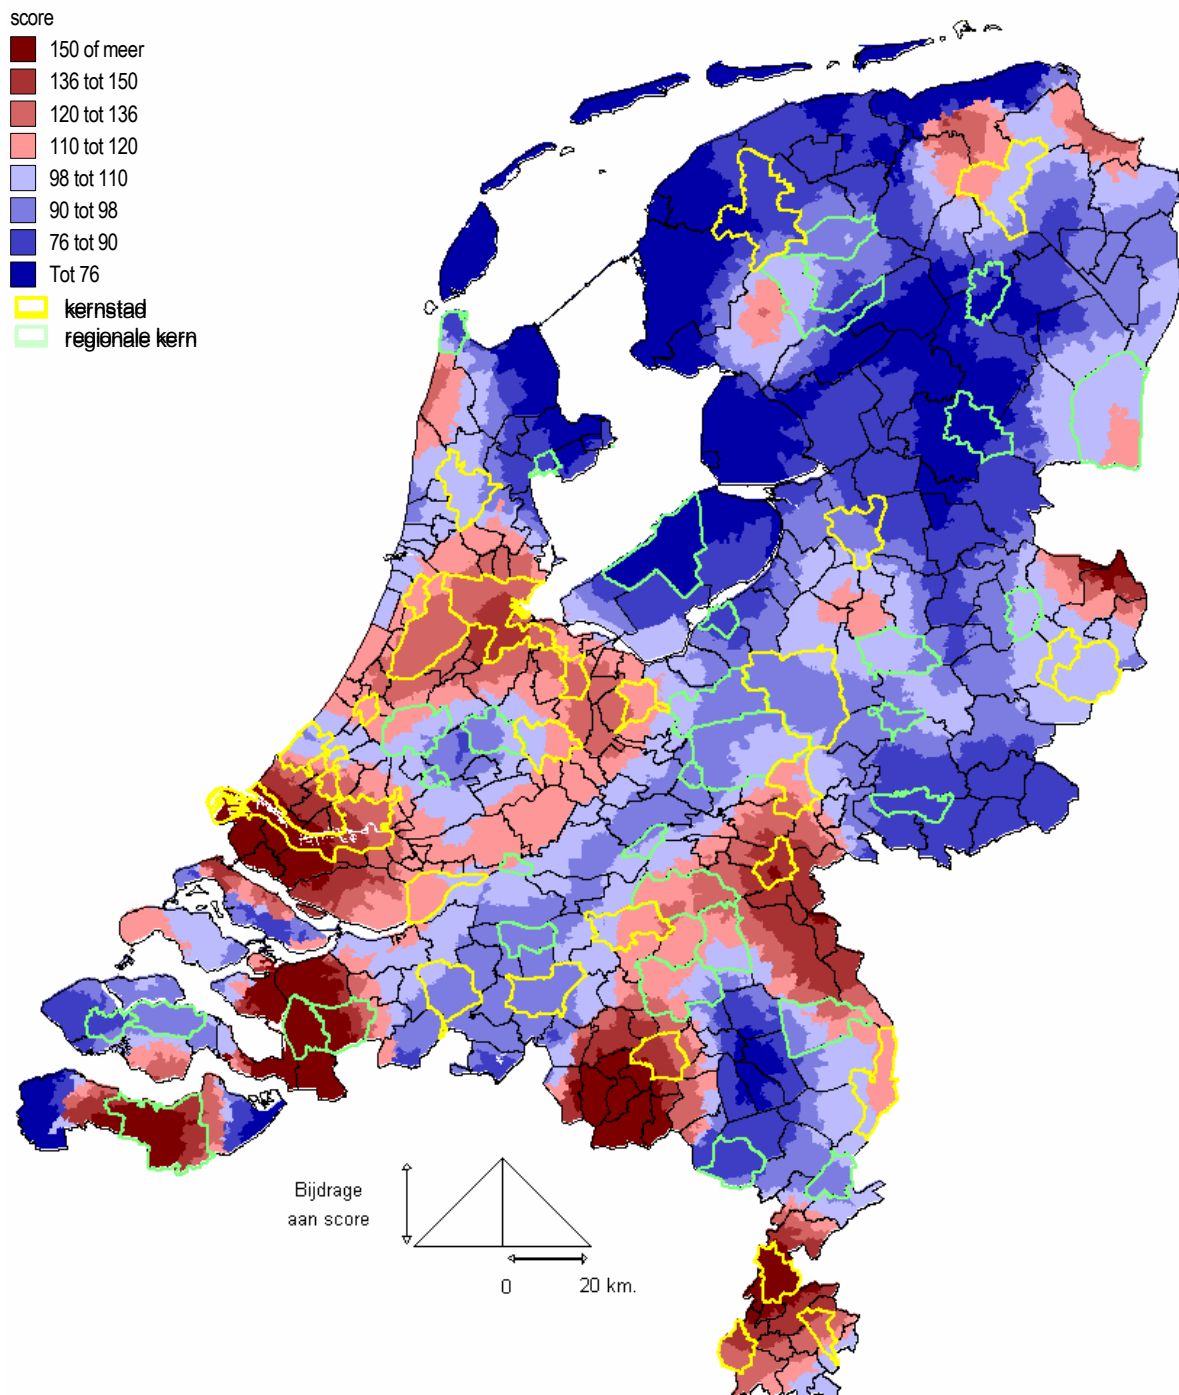 score
150 of meer
136 tot 150
120 tot 136
110 tot 120
98 tot 110
90 tot 98
76 tot 90
Tot 76
kernstad
regionale kern
Bijdrage
aan score
0 20 km.